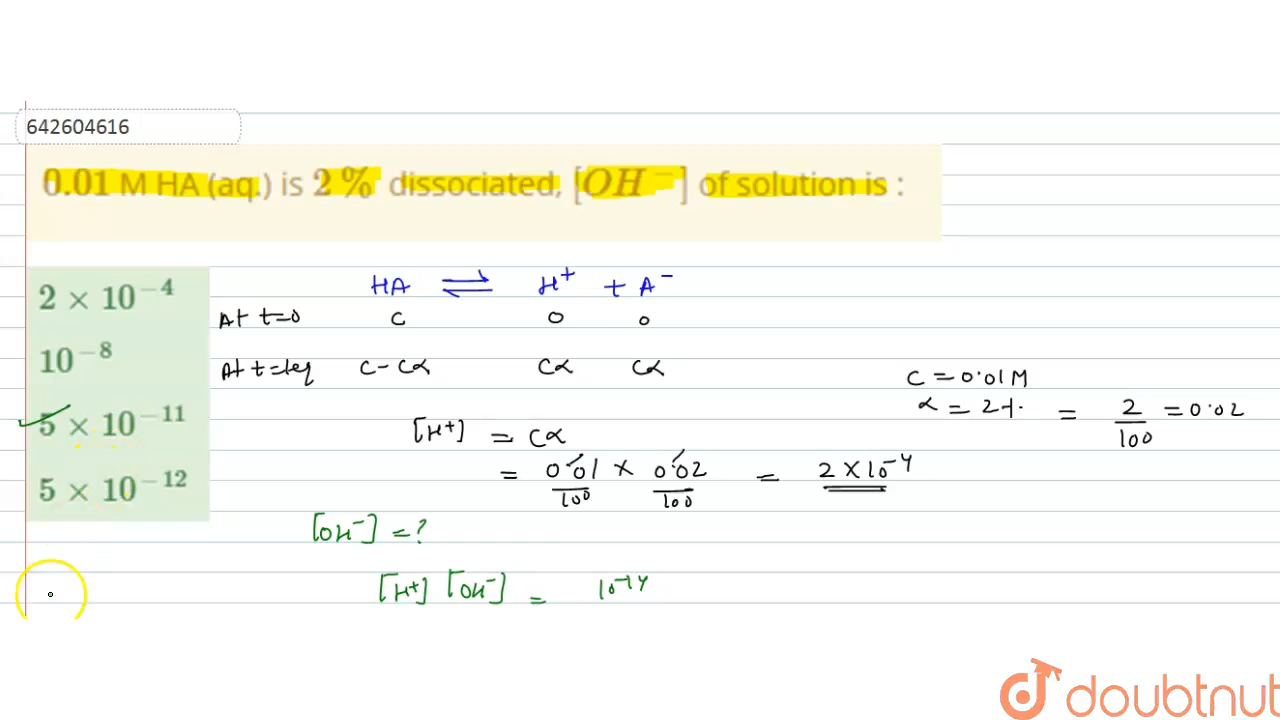 642604616
0.01 M HA (aq.) is 2 % dissociated, [OH⁻] of solution is :
2 × 10⁻⁴
10⁻⁸
5 × 10⁻¹¹
5 × 10⁻¹²
HA ⇌ H⁺ + A⁻
At t=0 C 0 0
At t=teq C-Cα Cα Cα
C = 0.01M
α = 2% = 2/100 = 0.02
[H⁺] = Cα
= 0.01/100 × 0.02/100 = 2×10⁻⁴
[OH⁻] = ?
[H⁺] [OH⁻] = 10⁻¹⁴
doubtnut